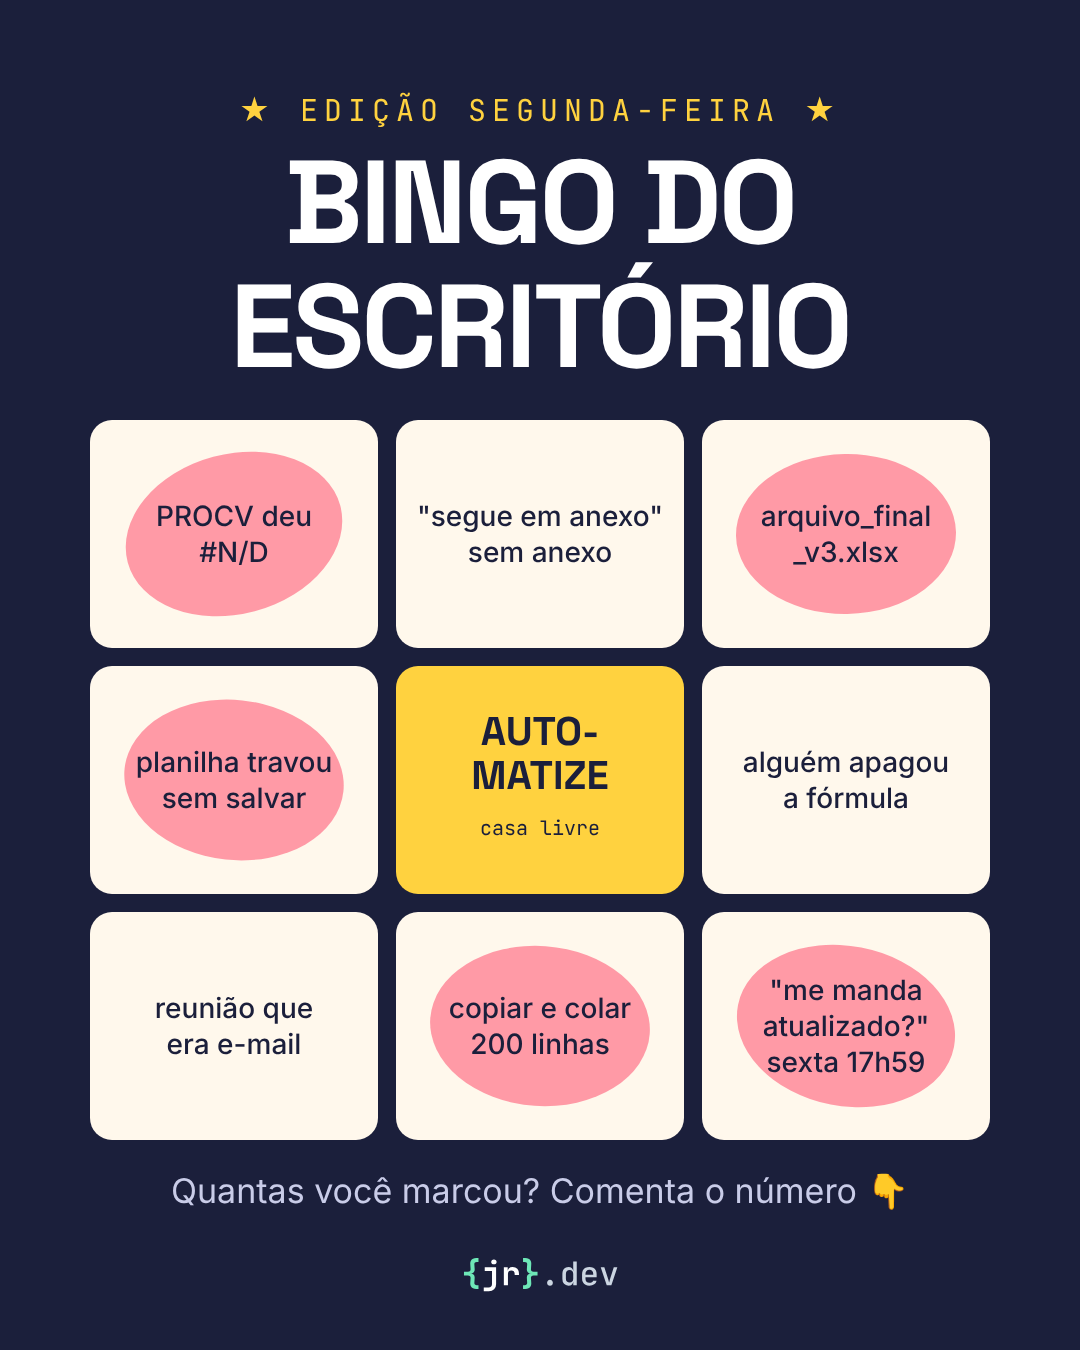 ★ EDIÇÃO SEGUNDA-FEIRA ★
BINGO DO
ESCRITÓRIO
PROCV deu
#N/D
"segue em anexo"
sem anexo
arquivo_final
_v3.xlsx
planilha travou
sem salvar
AUTO-
MATIZE
casa livre
alguém apagou
a fórmula
reunião que
era e-mail
copiar e colar
200 linhas
"me manda
atualizado?"
sexta 17h59
Quantas você marcou? Comenta o número 👇
{jr}.dev